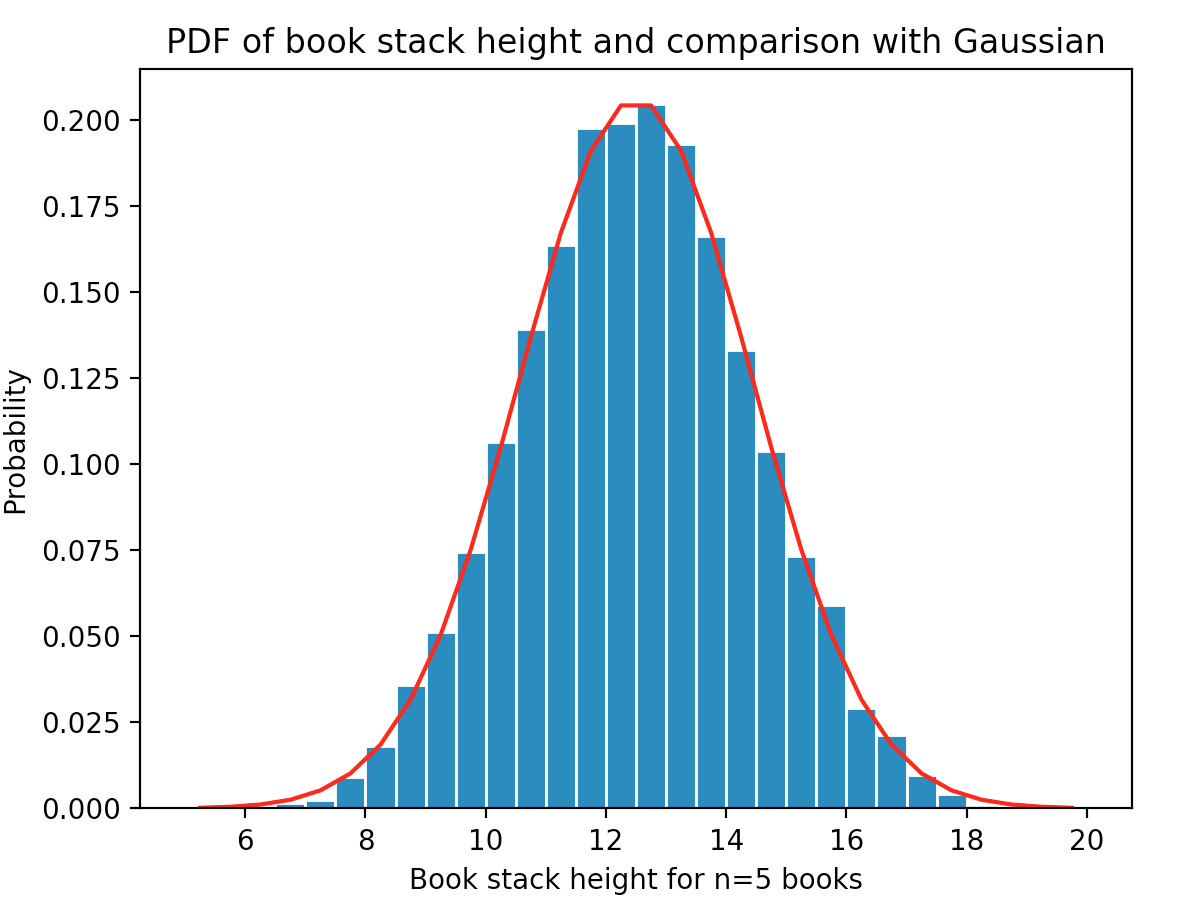 PDF of book stack height and comparison with Gaussian
0.200
0.175
0.150
0.125
0.100
0.075
0.050
0.025
0.000
Probability
6 8 10 12 14 16 18 20
Book stack height for n=5 books